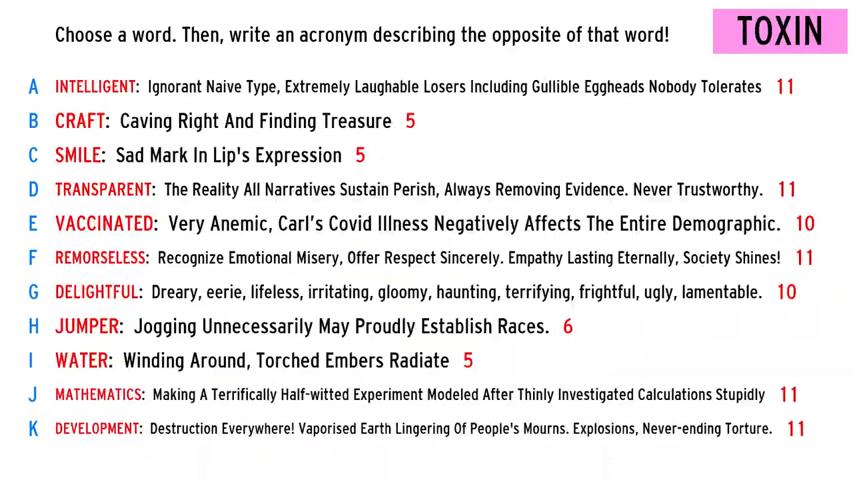 Choose a word. Then, write an acronym describing the opposite of that word!
TOXIN
A INTELLIGENT: Ignorant Naive Type, Extremely Laughable Losers Including Gullible Eggheads Nobody Tolerates 11
B CRAFT: Caving Right And Finding Treasure 5
C SMILE: Sad Mark In Lip's Expression 5
D TRANSPARENT: The Reality All Narratives Sustain Perish, Always Removing Evidence. Never Trustworthy. 11
E VACCINATED: Very Anemic, Carl's Covid Illness Negatively Affects The Entire Demographic. 10
F REMORSELESS: Recognize Emotional Misery, Offer Respect Sincerely. Empathy Lasting Eternally, Society Shines! 11
G DELIGHTFUL: Dreary, eerie, lifeless, irritating, gloomy, haunting, terrifying, frightful, ugly, lamentable. 10
H JUMPER: Jogging Unnecessarily May Proudly Establish Races. 6
I WATER: Winding Around, Torched Embers Radiate 5
J MATHEMATICS: Making A Terrifically Half-witted Experiment Modeled After Thinly Investigated Calculations Stupidly 11
K DEVELOPMENT: Destruction Everywhere! Vaporised Earth Lingering Of People's Mourns. Explosions, Never-ending Torture. 11